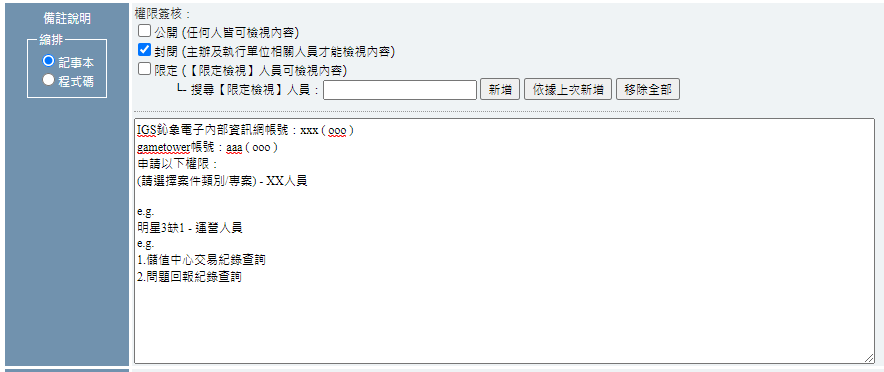 備註說明
編排
記事本
程式碼
權限簽核：
公開 (任何人皆可檢視內容)
封閉 (主辦及執行單位相關人員才能檢視內容)
限定 (【限定檢視】人員可檢視內容)
┗ 搜尋【限定檢視】人員：
新增
依據上次新增
移除全部
IGS鈊象電子內部資訊網帳號：xxx ( ooo )
gametower帳號：aaa ( ooo )
申請以下權限：
(請選擇案件類別/專案) - XX人員
e.g.
明星3缺1 - 運營人員
e.g.
1.儲值中心交易紀錄查詢
2.問題回報紀錄查詢